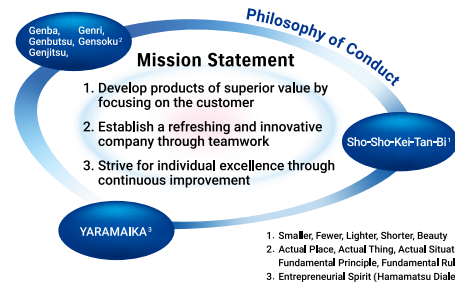 Philosophy of Conduct
Genba, Genri,
Genbutsu, Gensoku2
Genjitsu,
Mission Statement
1. Develop products of superior value by
focusing on the customer
2. Establish a refreshing and innovative
company through teamwork
3. Strive for individual excellence through
continuous improvement
Sho-Sho-Kei-Tan-Bi1
YARAMAIKA3
1. Smaller, Fewer, Lighter, Shorter, Beauty
2. Actual Place, Actual Thing, Actual Situat
Fundamental Principle, Fundamental Rul
3. Entrepreneurial Spirit (Hamamatsu Diale